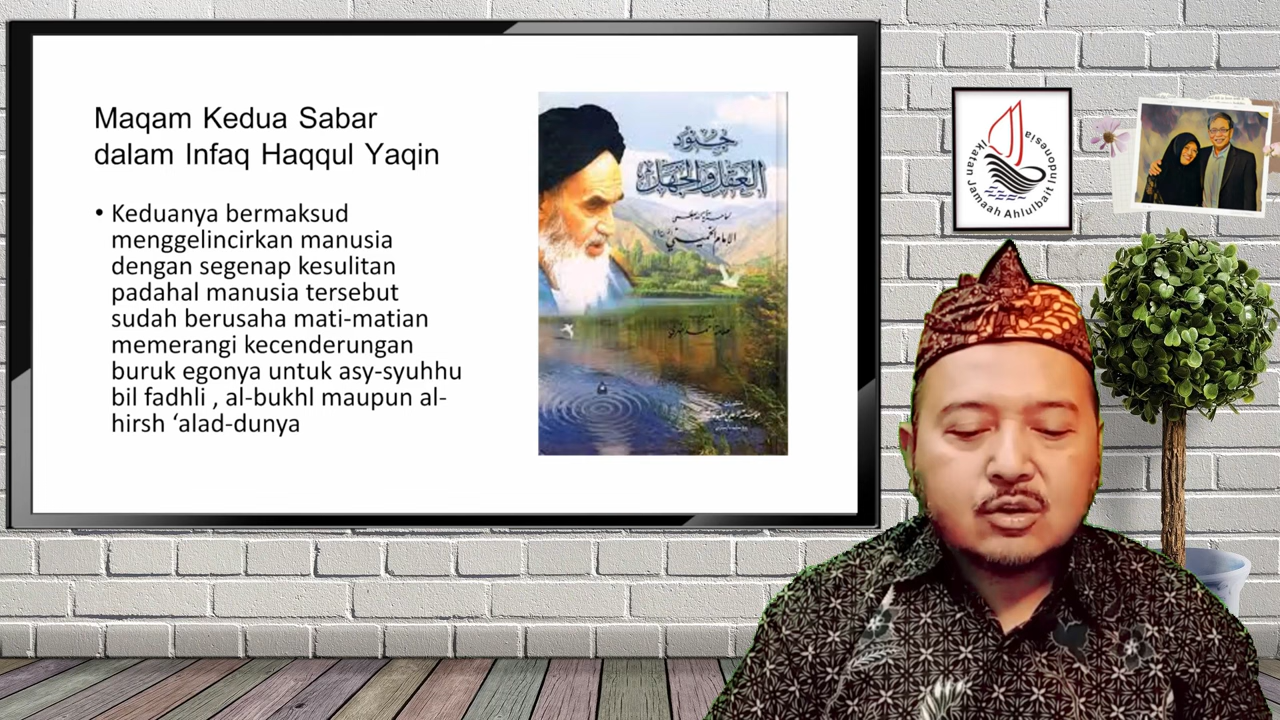 Maqam Kedua Sabar
dalam Infaq Haqqul Yaqin
• Keduanya bermaksud
menggelincirkan manusia
dengan segenap kesulitan
padahal manusia tersebut
sudah berusaha mati-matian
memerangi kecenderungan
buruk egonya untuk asy-syuhhu
bil fadhli , al-bukhl maupun al-
hirsh ‘alad-dunya
جنود
العقل والجهل
الامام الخميني
Ikatan Jamaah Ahlulbait Indonesia